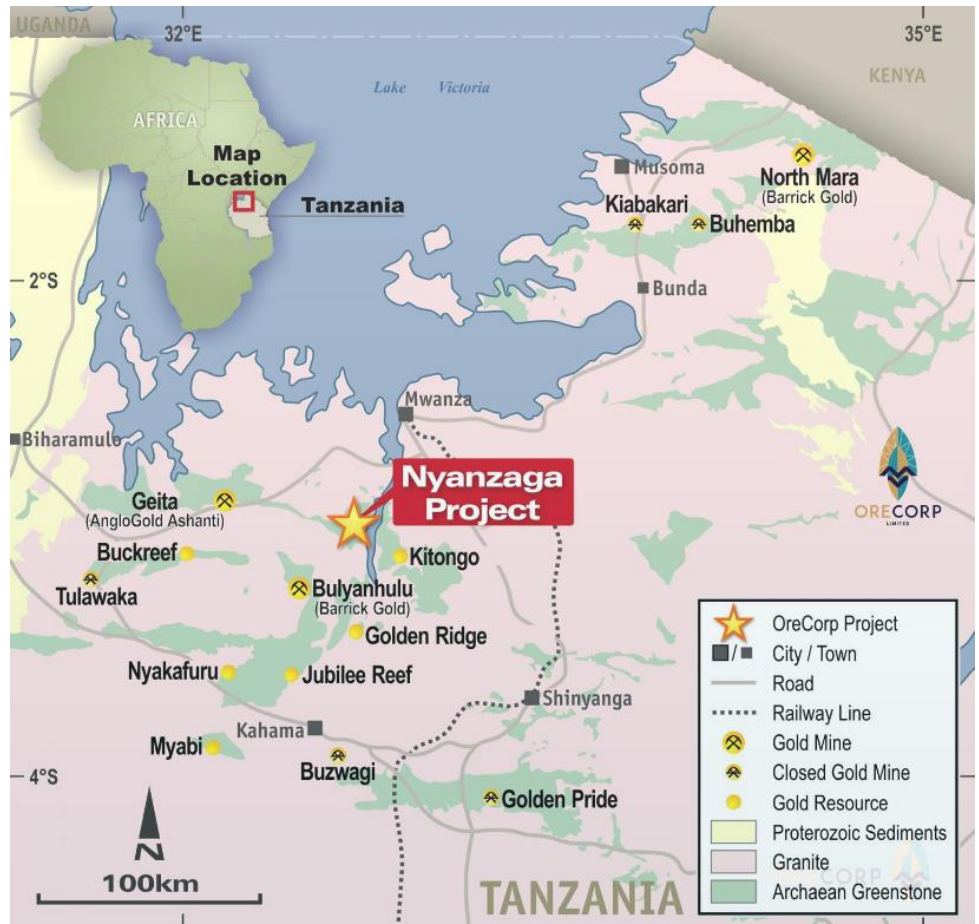 UGANDA
32°E
35°E
KENYA
Lake Victoria
AFRICA
Map
Location
Tanzania
Musoma
North Mara
(Barrick Gold)
Kiabakari
Buhemba
2°S
Bunda
Mwanza
Biharamulo
Nyanzaga
Project
ORECORP
LIMITED
Geita
(AngloGold Ashanti)
Buckreef
Kitongo
Tulawaka
Bulyanhulu
(Barrick Gold)
Golden Ridge
Nyakafuru
Jubilee Reef
Shinyanga
Kahama
Myabi
Buzwagi
4°S
Golden Pride
N
100km
TANZANIA
OreCorp Project
/ City / Town
Road
Railway Line
Gold Mine
Closed Gold Mine
Gold Resource
Proterozoic Sediments
Granite
Archaean Greenstone